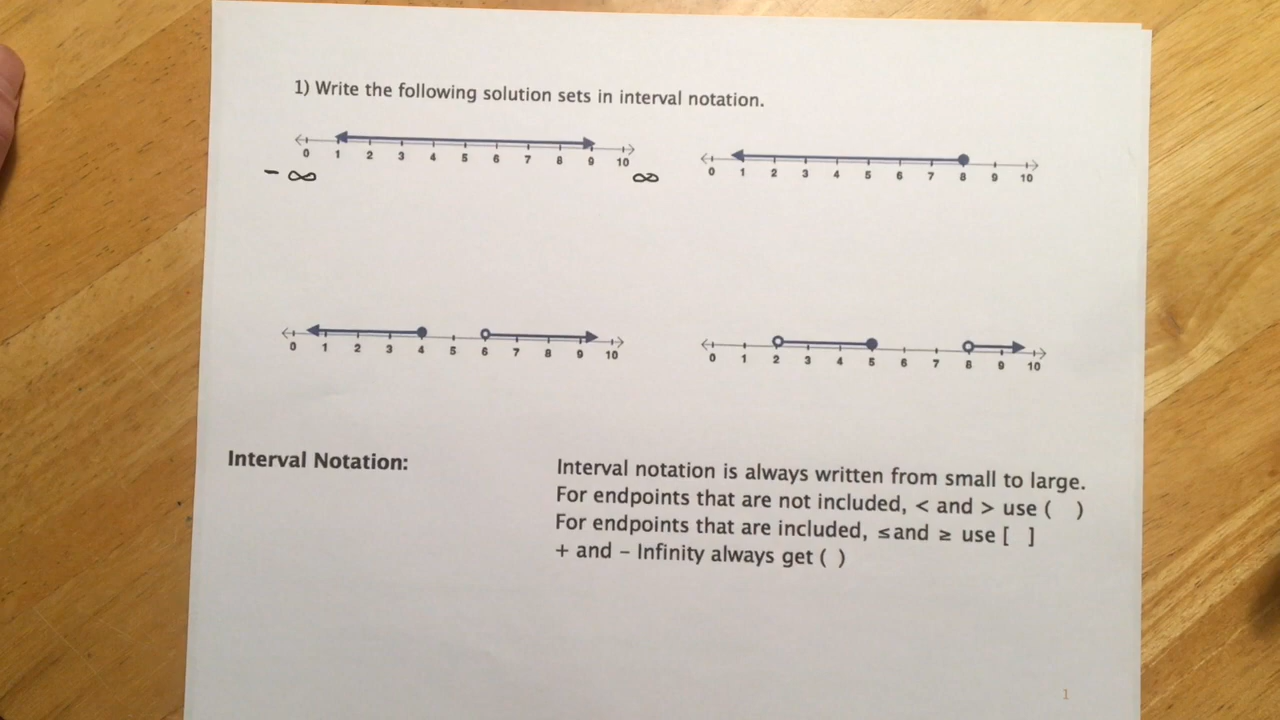 1) Write the following solution sets in interval notation.
0 1 2 3 4 5 6 7 8 9 10
- ∞ ∞
0 1 2 3 4 5 6 7 8 9 10
0 1 2 3 4 5 6 7 8 9 10
0 1 2 3 4 5 6 7 8 9 10
Interval Notation:
Interval notation is always written from small to large.
For endpoints that are not included, < and > use ( )
For endpoints that are included, ≤and ≥ use [ ]
+ and – Infinity always get ( )
1